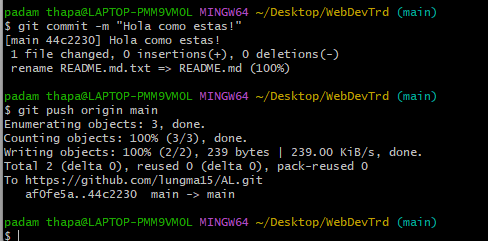 padam thapa@LAPTOP-PMM9VM0L MINGW64 ~/Desktop/WebDevTrd (main)
$ git commit -m "Hola como estas!"
[main 44c2230] Hola como estas!
 1 file changed, 0 insertions(+), 0 deletions(-)
 rename README.md.txt => README.md (100%)
padam thapa@LAPTOP-PMM9VM0L MINGW64 ~/Desktop/WebDevTrd (main)
$ git push origin main
Enumerating objects: 3, done.
Counting objects: 100% (3/3), done.
Writing objects: 100% (2/2), 239 bytes | 239.00 KiB/s, done.
Total 2 (delta 0), reused 0 (delta 0), pack-reused 0
To https://github.com/lungma15/AL.git
   af0fe5a..44c2230  main -> main
padam thapa@LAPTOP-PMM9VM0L MINGW64 ~/Desktop/WebDevTrd (main)
$